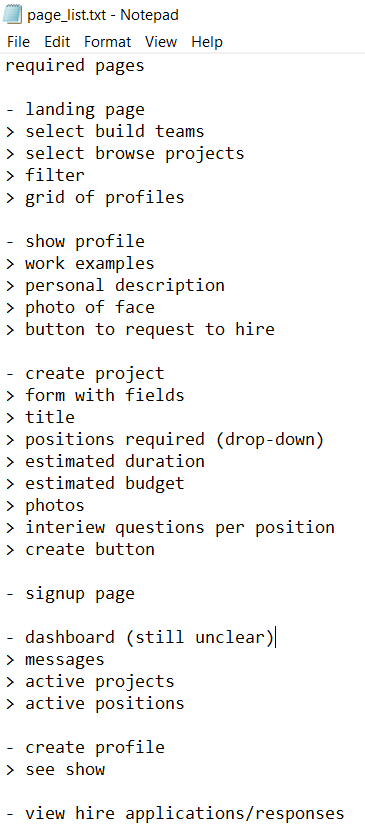 page_list.txt - Notepad
File Edit Format View Help
required pages
- landing page
> select build teams
> select browse projects
> filter
> grid of profiles
- show profile
> work examples
> personal description
> photo of face
> button to request to hire
- create project
> form with fields
> title
> positions required (drop-down)
> estimated duration
> estimated budget
> photos
> interiew questions per position
> create button
- signup page
- dashboard (still unclear)
> messages
> active projects
> active positions
- create profile
> see show
- view hire applications/responses